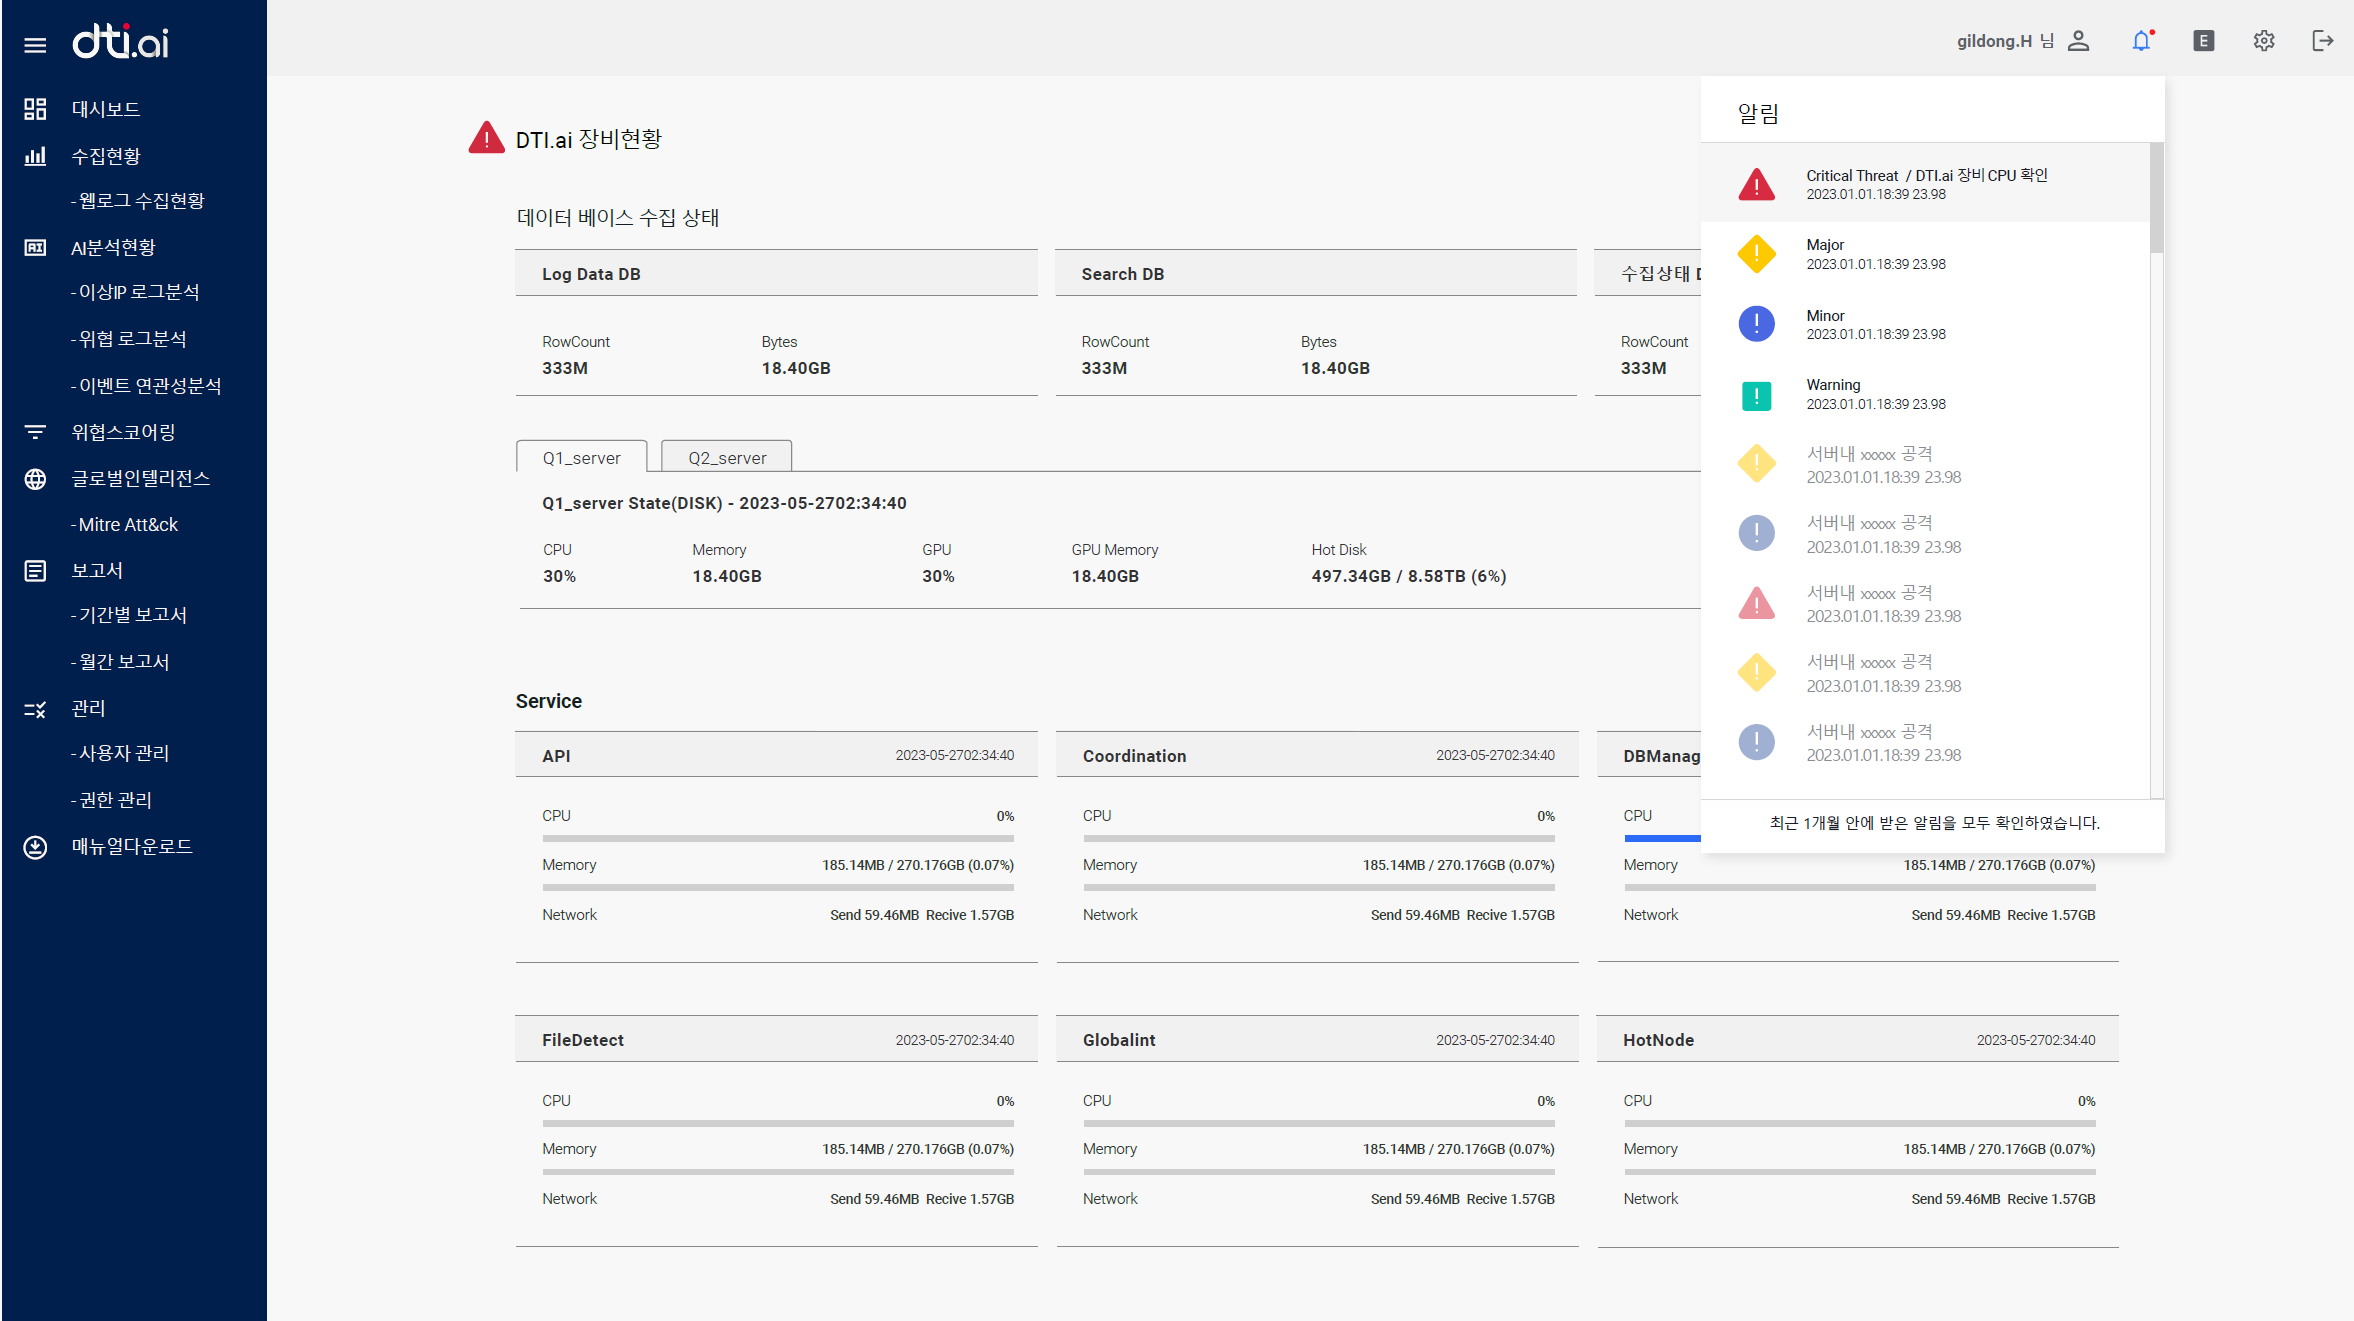 dti.ai
gildong.H 님
E
대시보드
수집현황
- 웹로그 수집현황
AI분석현황
- 이상IP 로그분석
- 위협 로그분석
- 이벤트 연관성분석
위협스코어링
글로벌인텔리전스
- Mitre Att&ck
보고서
- 기간별 보고서
- 월간 보고서
관리
- 사용자 관리
- 권한 관리
매뉴얼다운로드
DTI.ai 장비현황
데이터 베이스 수집 상태
Log Data DB
RowCount Bytes
333M 18.40GB
Search DB
RowCount Bytes
333M 18.40GB
수집상태
RowCount
333M
Q1_server Q2_server
Q1_server State(DISK) - 2023-05-2702:34:40
CPU Memory GPU GPU Memory Hot Disk
30% 18.40GB 30% 18.40GB 497.34GB / 8.58TB (6%)
Service
API 2023-05-2702:34:40
CPU 0%
Memory 185.14MB / 270.176GB (0.07%)
Network Send 59.46MB Recive 1.57GB
Coordination 2023-05-2702:34:40
CPU 0%
Memory 185.14MB / 270.176GB (0.07%)
Network Send 59.46MB Recive 1.57GB
DBManag
CPU
Memory 185.14MB / 270.176GB (0.07%)
Network Send 59.46MB Recive 1.57GB
FileDetect 2023-05-2702:34:40
CPU 0%
Memory 185.14MB / 270.176GB (0.07%)
Network Send 59.46MB Recive 1.57GB
Globalint 2023-05-2702:34:40
CPU 0%
Memory 185.14MB / 270.176GB (0.07%)
Network Send 59.46MB Recive 1.57GB
HotNode 2023-05-2702:34:40
CPU 0%
Memory 185.14MB / 270.176GB (0.07%)
Network Send 59.46MB Recive 1.57GB
알림
Critical Threat / DTI.ai 장비 CPU 확인
2023.01.01.18:39 23.98
Major
2023.01.01.18:39 23.98
Minor
2023.01.01.18:39 23.98
Warning
2023.01.01.18:39 23.98
서버내 xxxxx 공격
2023.01.01.18:39 23.98
서버내 xxxxx 공격
2023.01.01.18:39 23.98
서버내 xxxxx 공격
2023.01.01.18:39 23.98
서버내 xxxxx 공격
2023.01.01.18:39 23.98
서버내 xxxxx 공격
2023.01.01.18:39 23.98
최근 1개월 안에 받은 알림을 모두 확인하였습니다.